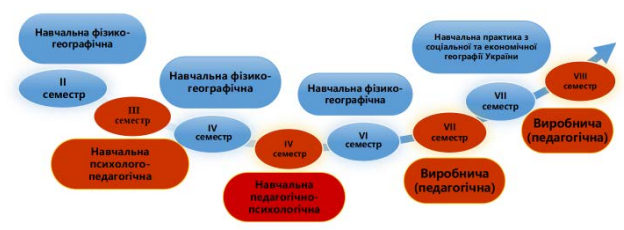 Навчальна фізико-
географічна
II
семестр
III
семестр
Навчальна
психолого-
педагогічна
Навчальна фізико-
географічна
IV
семестр
IV
семестр
Навчальна
педагогічно-
психологічна
Навчальна фізико-
географічна
VI
семестр
VII
семестр
Виробнича
(педагогічна)
Навчальна практика з
соціальної та економічної
географії України
VII
семестр
VIII
семестр
Виробнича
(педагогічна)